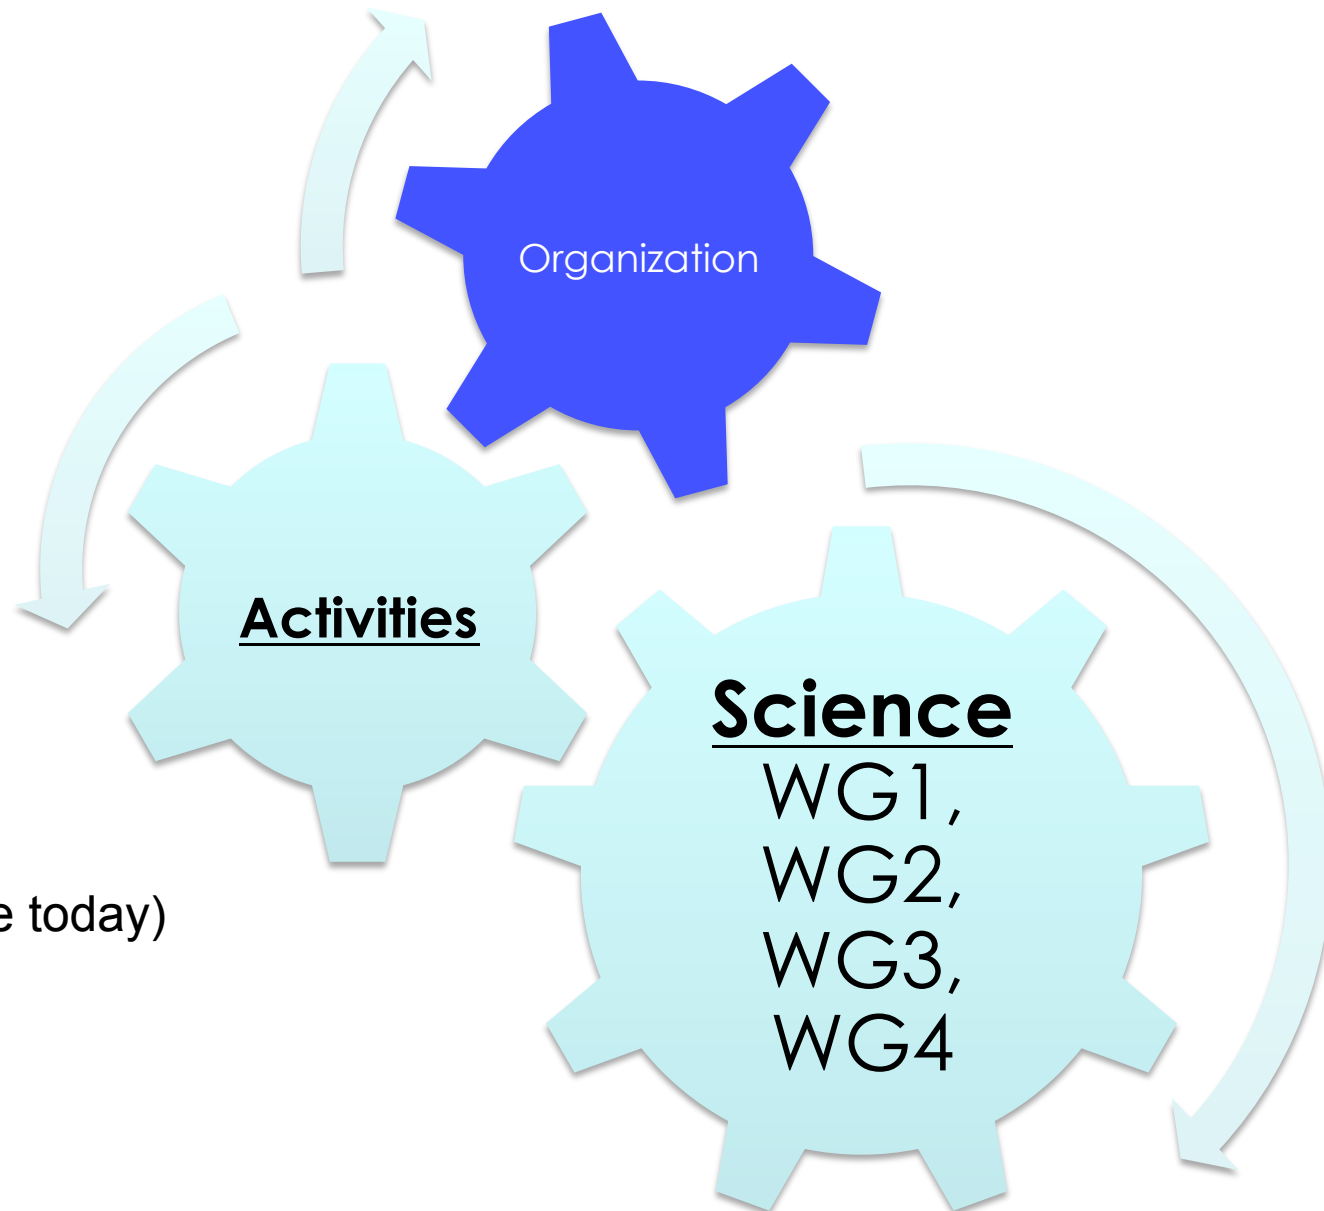 Organization
Activities
Science
WG1,
WG2,
WG3,
WG4
today)